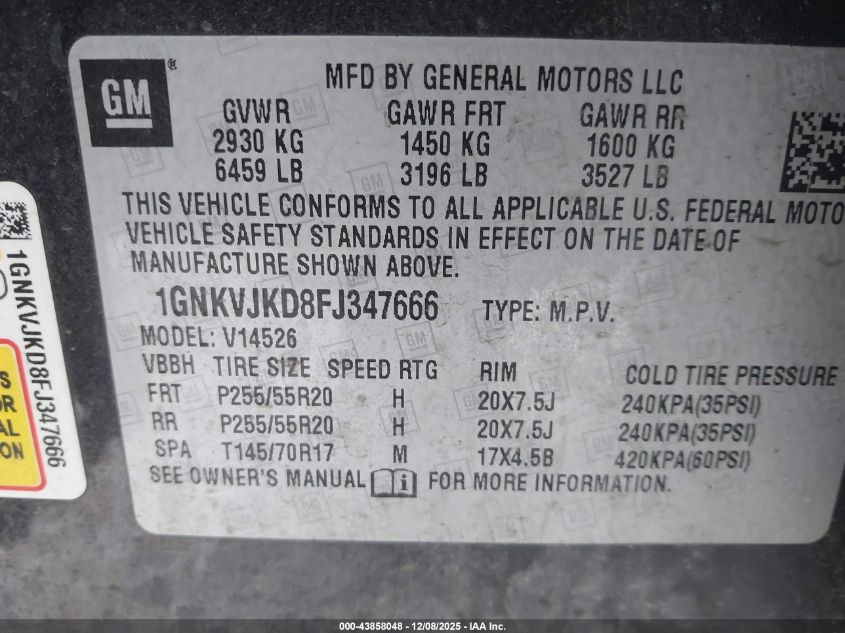 GM®
MFD BY GENERAL MOTORS LLC
GVWR GAWR FRT GAWR RR
2930 KG 1450 KG 1600 KG
6459 LB 3196 LB 3527 LB
THIS VEHICLE CONFORMS TO ALL APPLICABLE U.S. FEDERAL MOTO
VEHICLE SAFETY STANDARDS IN EFFECT ON THE DATE OF
MANUFACTURE SHOWN ABOVE.
1GNKVJKD8FJ347666 TYPE: M.P.V.
MODEL: V14526
VBBH TIRE SIZE SPEED RTG RIM COLD TIRE PRESSURE
FRT P255/55R20 H 20X7.5J 240KPA(35PSI)
RR P255/55R20 H 20X7.5J 240KPA(35PSI)
SPA T145/70R17 M 17X4.5B 420KPA(60PSI)
SEE OWNER'S MANUAL i FOR MORE INFORMATION.
1GNKVJKD8FJ347666
S
OR
AL
ON
000-43858048 - 12/08/2025 - IAA Inc.